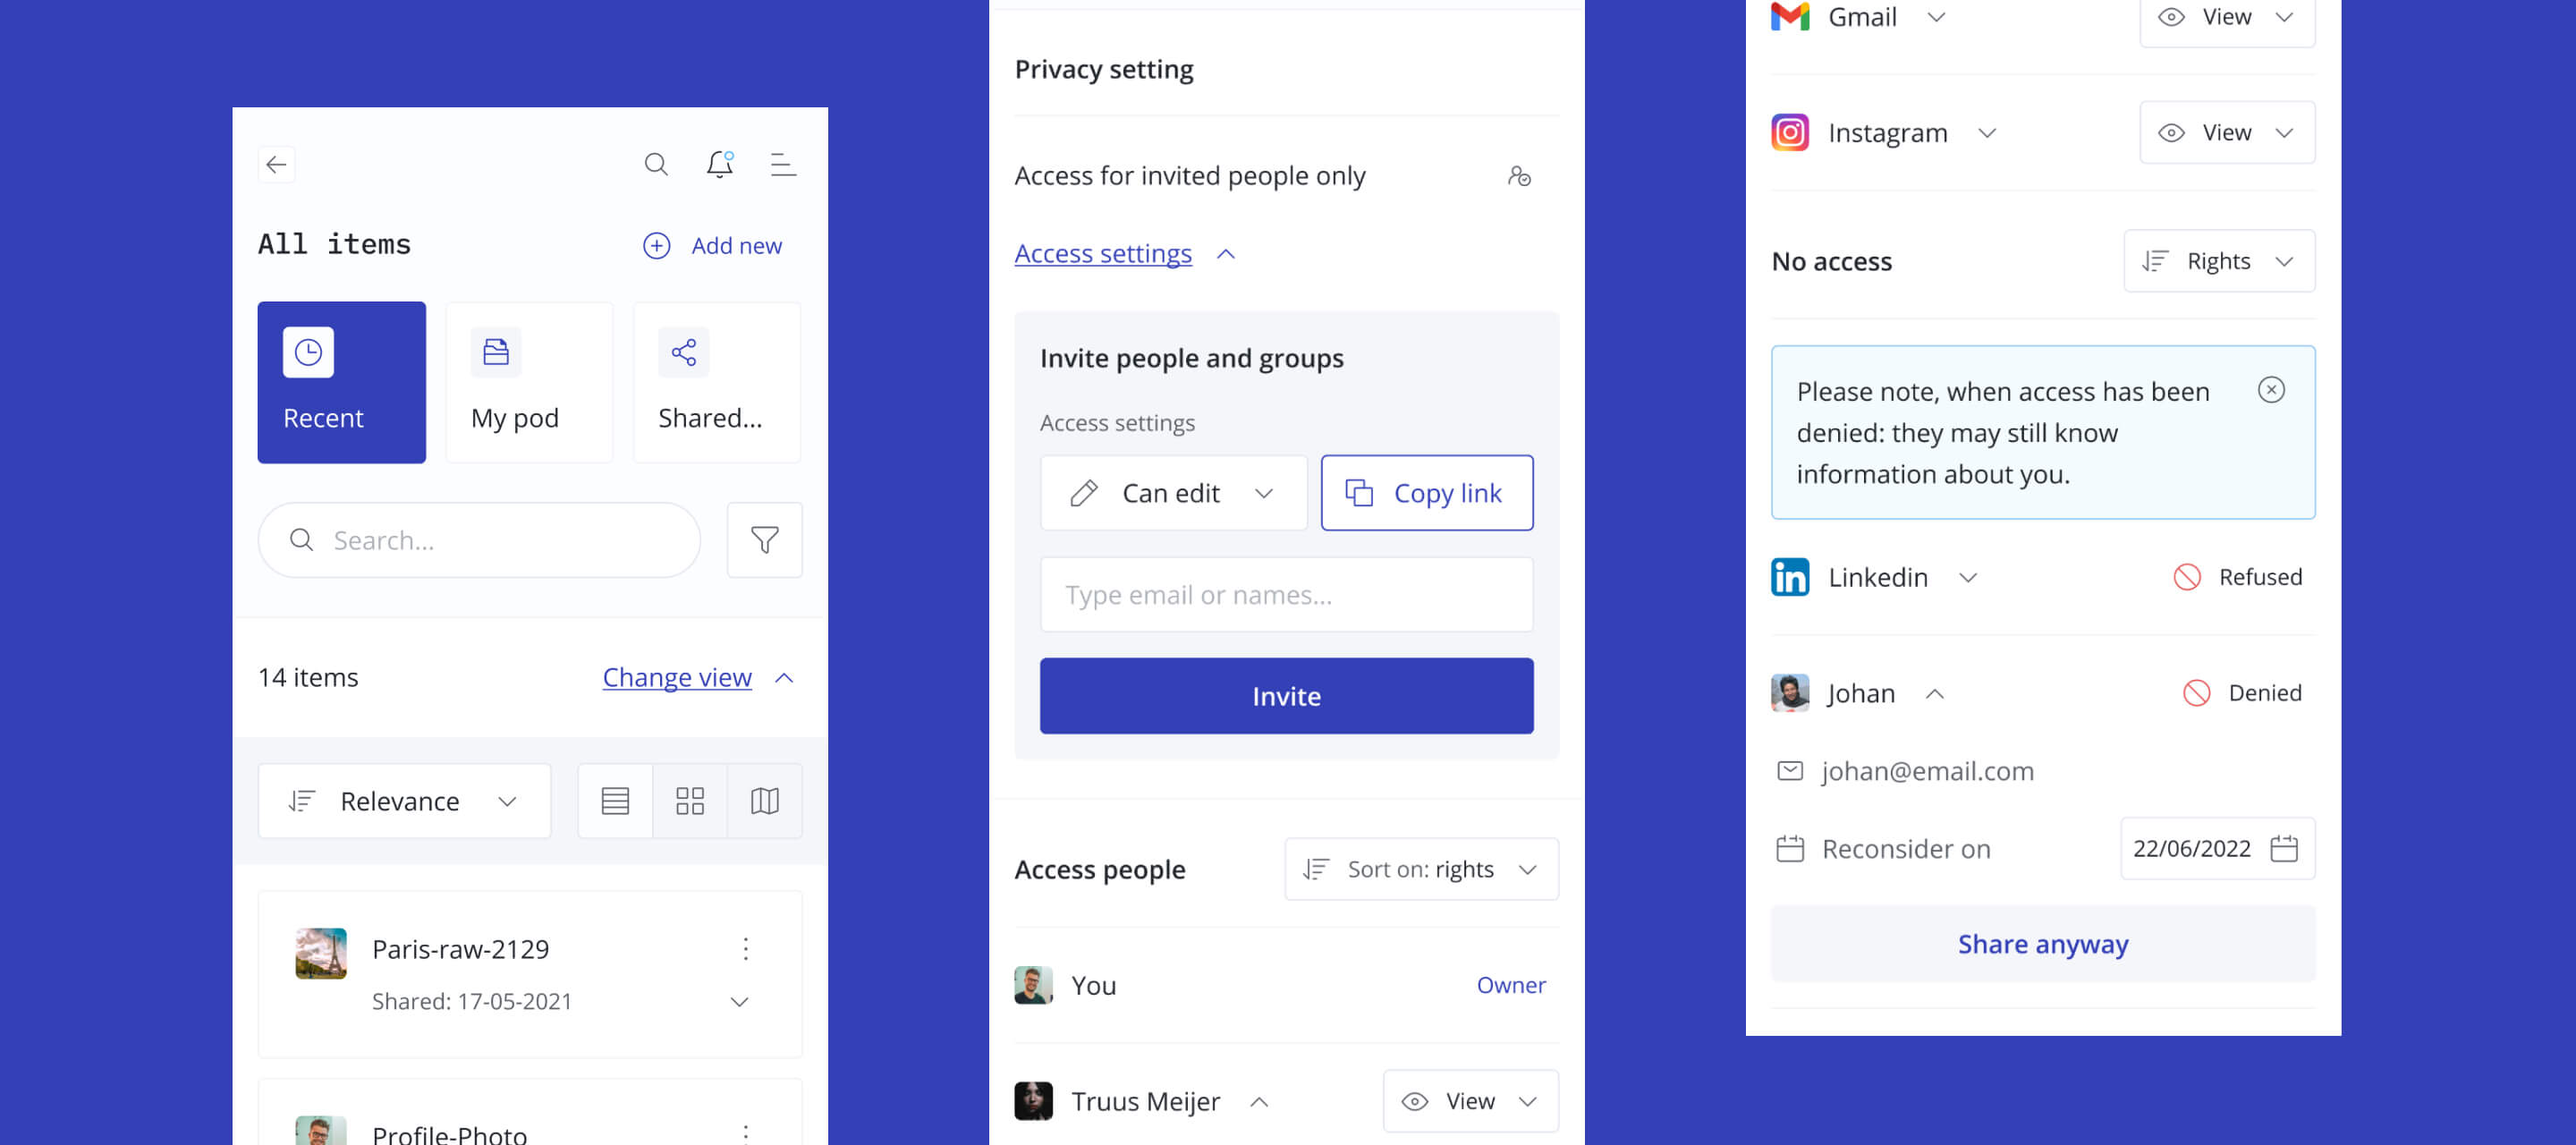 All items
Add new
Recent
My pod
Shared...
Search...
14 items
Change view
Relevance
Paris-raw-2129
Shared: 17-05-2021
Profile-Photo
Privacy setting
Access for invited people only
Access settings
Invite people and groups
Access settings
Can edit
Copy link
Type email or names...
Invite
Access people
Sort on: rights
You
Owner
Truus Meijer
View
Gmail
View
Instagram
View
No access
Rights
Please note, when access has been
denied: they may still know
information about you.
in
Linkedin
Refused
Johan
Denied
johan@email.com
Reconsider on
22/06/2022
Share anyway